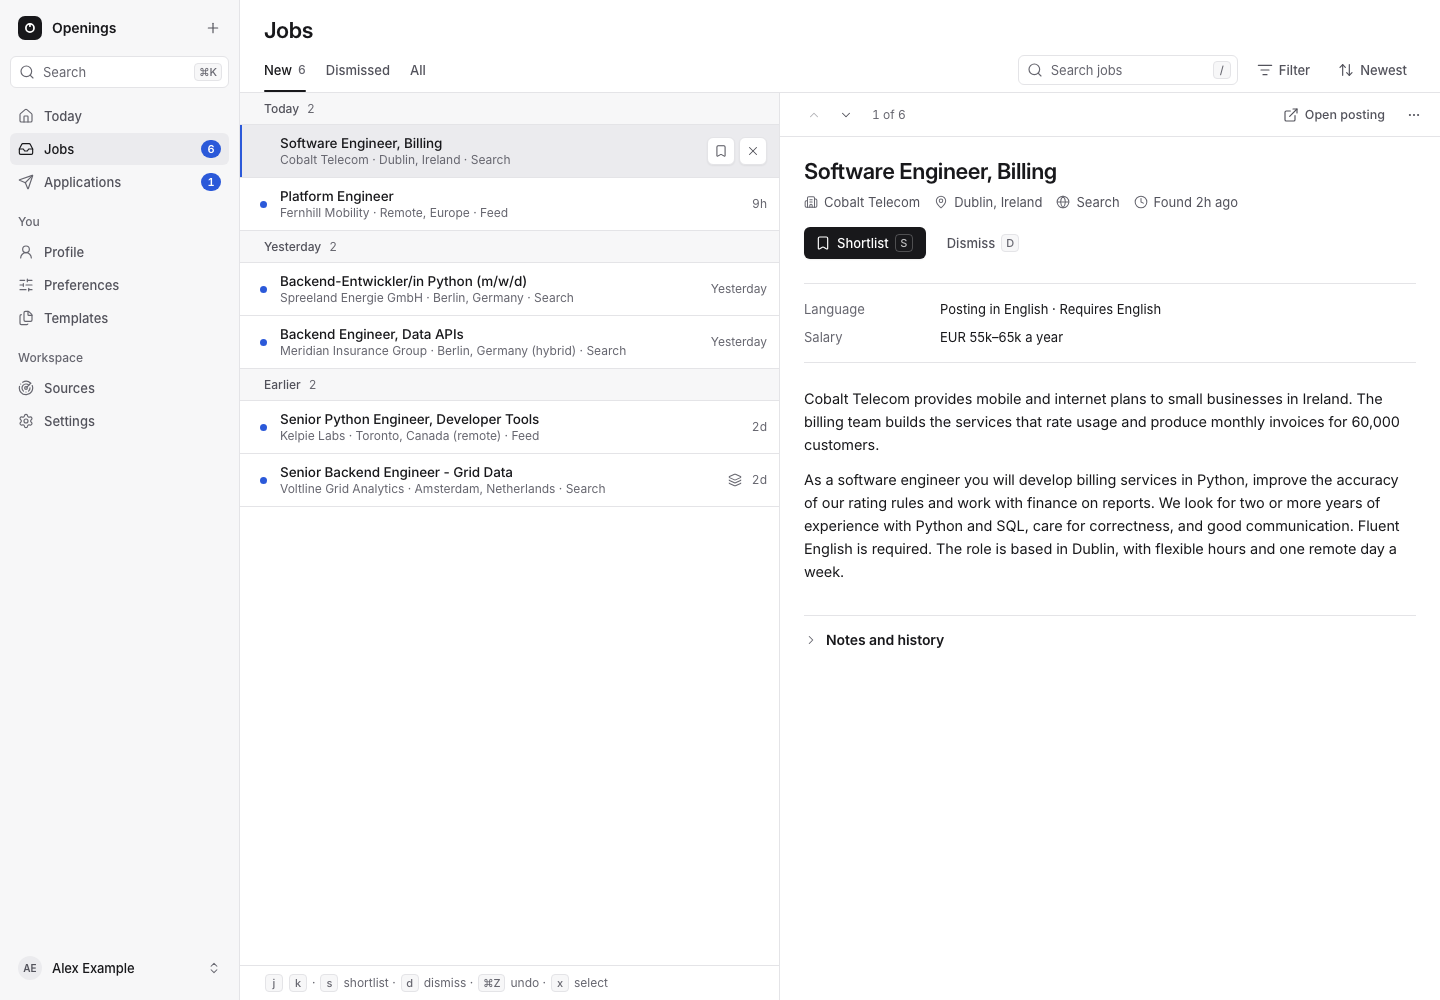 Openings
Search ⌘K
Today
Jobs 6
Applications 1
You
Profile
Preferences
Templates
Workspace
Sources
Settings
AE Alex Example
Jobs
New 6 Dismissed All
Search jobs / Filter Newest
Today 2
Software Engineer, Billing
Cobalt Telecom · Dublin, Ireland · Search
Platform Engineer
Fernhill Mobility · Remote, Europe · Feed
9h
Yesterday 2
Backend-Entwickler/in Python (m/w/d)
Spreeland Energie GmbH · Berlin, Germany · Search
Yesterday
Backend Engineer, Data APIs
Meridian Insurance Group · Berlin, Germany (hybrid) · Search
Yesterday
Earlier 2
Senior Python Engineer, Developer Tools
Kelpie Labs · Toronto, Canada (remote) · Feed
2d
Senior Backend Engineer - Grid Data
Voltline Grid Analytics · Amsterdam, Netherlands · Search
2d
j k · s shortlist · d dismiss · ⌘Z undo · x select
1 of 6 Open posting
Software Engineer, Billing
Cobalt Telecom Dublin, Ireland Search Found 2h ago
Shortlist S Dismiss D
Language Posting in English · Requires English
Salary EUR 55k–65k a year
Cobalt Telecom provides mobile and internet plans to small businesses in Ireland. The
billing team builds the services that rate usage and produce monthly invoices for 60,000
customers.
As a software engineer you will develop billing services in Python, improve the accuracy
of our rating rules and work with finance on reports. We look for two or more years of
experience with Python and SQL, care for correctness, and good communication. Fluent
English is required. The role is based in Dublin, with flexible hours and one remote day a
week.
Notes and history